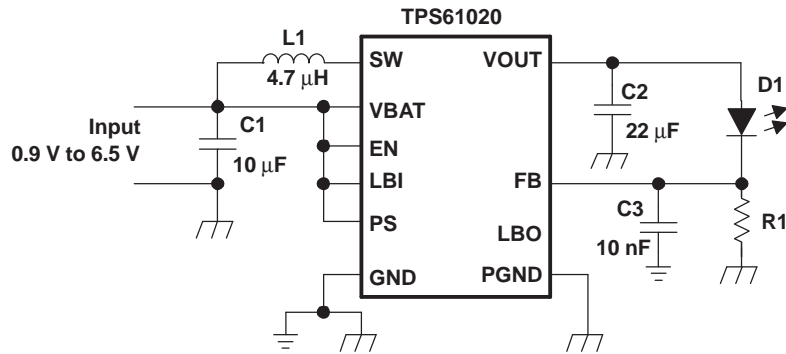 TPS61020
L1
4.7 μH
SW
VOUT
D1
C2
22 μF
VBAT
Input
0.9 V to 6.5 V
C1
10 μF
EN
LBI
FB
PS
C3
10 nF
R1
LBO
GND
PGND